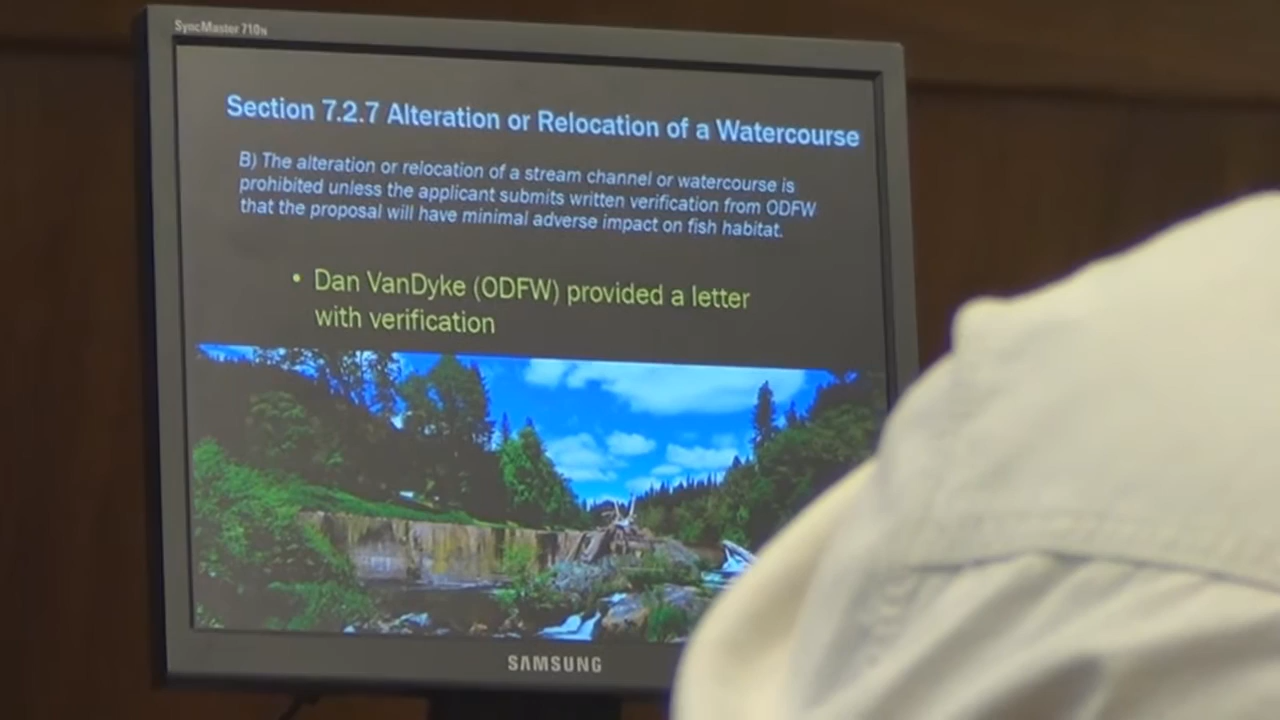 SyncMaster 710N
Section 7.2.7 Alteration or Relocation of a Watercourse
B) The alteration or relocation of a stream channel or watercourse is
prohibited unless the applicant submits written verification from ODFW
that the proposal will have minimal adverse impact on fish habitat.
• Dan VanDyke (ODFW) provided a letter
with verification
SAMSUNG